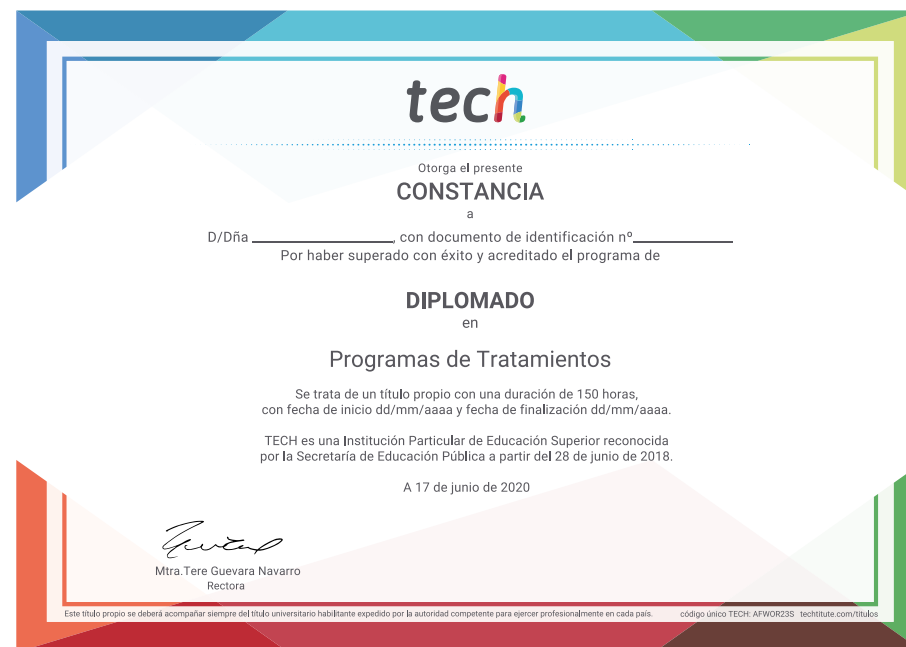 tech
Otorga el presente
CONSTANCIA
a
D/Dña ____________________, con documento de identificación nº______________
Por haber superado con éxito y acreditado el programa de
DIPLOMADO
en
Programas de Tratamientos
Se trata de un título propio con una duración de 150 horas,
con fecha de inicio dd/mm/aaaa y fecha de finalización dd/mm/aaaa.
TECH es una Institución Particular de Educación Superior reconocida
por la Secretaría de Educación Pública a partir del 28 de junio de 2018.
A 17 de junio de 2020
Mtra.Tere Guevara Navarro
Rectora
Este título propio se deberá acompañar siempre del título universitario habilitante expedido por la autoridad competente para ejercer profesionalmente en cada país. código único TECH: AFWOR23S techtitute.com/titulos